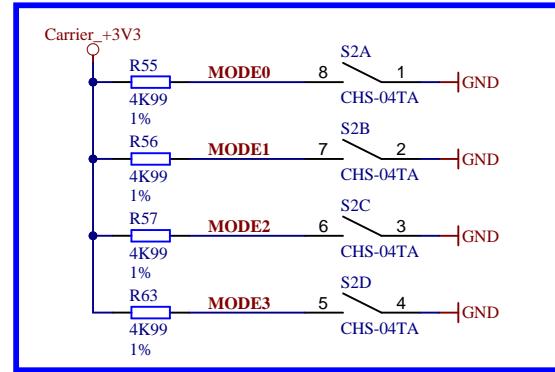 Carrier_+3V3
R55 MODE0 8 S2A 1 GND
4K99 CHS-04TA
1%
R56 MODE1 7 S2B 2 GND
4K99 CHS-04TA
1%
R57 MODE2 6 S2C 3 GND
4K99 CHS-04TA
1%
R63 MODE3 5 S2D 4 GND
4K99 CHS-04TA
1%